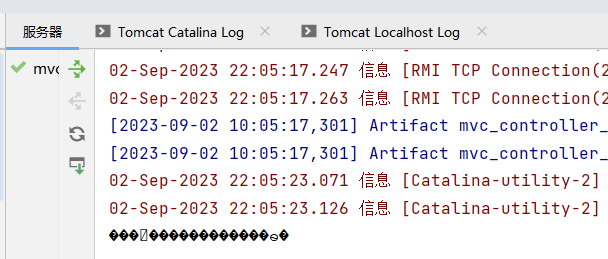 服务器 Tomcat Catalina Log Tomcat Localhost Log
mvc
02-Sep-2023 22:05:17.247 信息 [RMI TCP Connection(2
02-Sep-2023 22:05:17.263 信息 [RMI TCP Connection(2
[2023-09-02 10:05:17,301] Artifact mvc_controller_
[2023-09-02 10:05:17,301] Artifact mvc_controller_
02-Sep-2023 22:05:23.071 信息 [Catalina-utility-2]
02-Sep-2023 22:05:23.126 信息 [Catalina-utility-2]